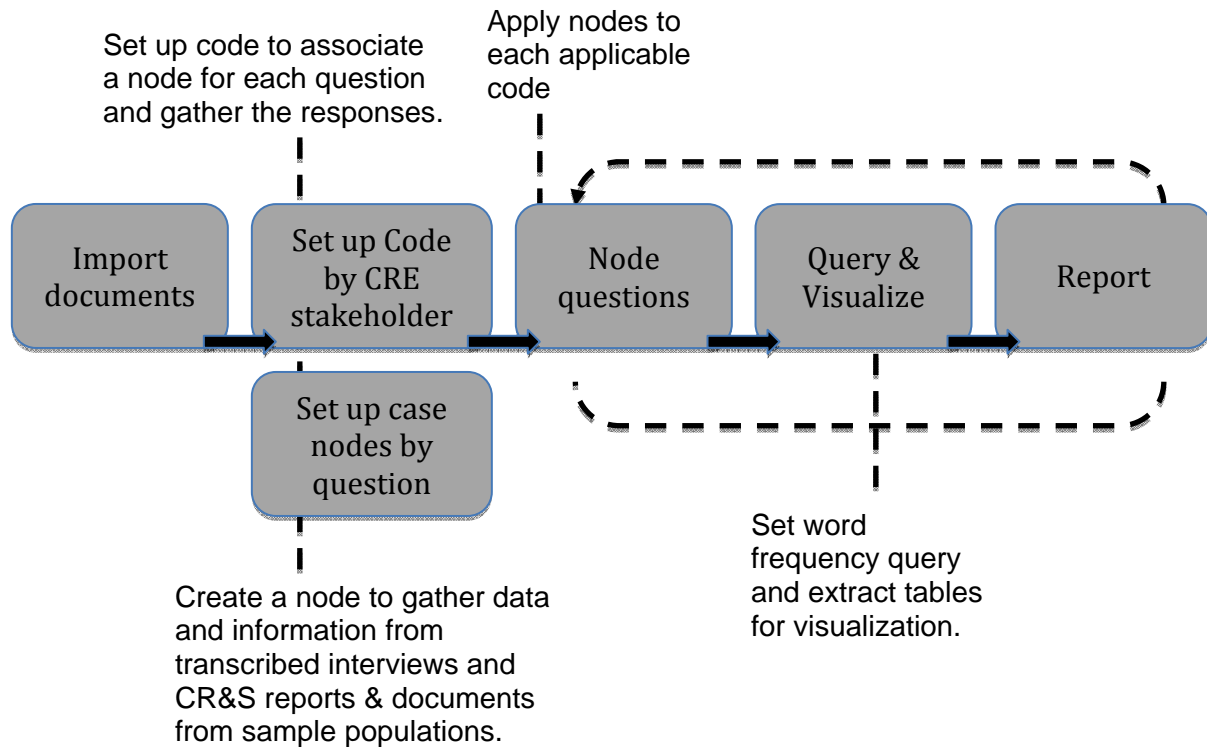 Set up code to associate
a node for each question
and gather the responses.
Apply nodes to
each applicable
code
Import
documents
Set up Code
by CRE
stakeholder
Node
questions
Query &
Visualize
Report
Set up case
nodes by
question
Create a node to gather data
and information from
transcribed interviews and
CR&S reports & documents
from sample populations.
Set word
frequency query
and extract tables
for visualization.